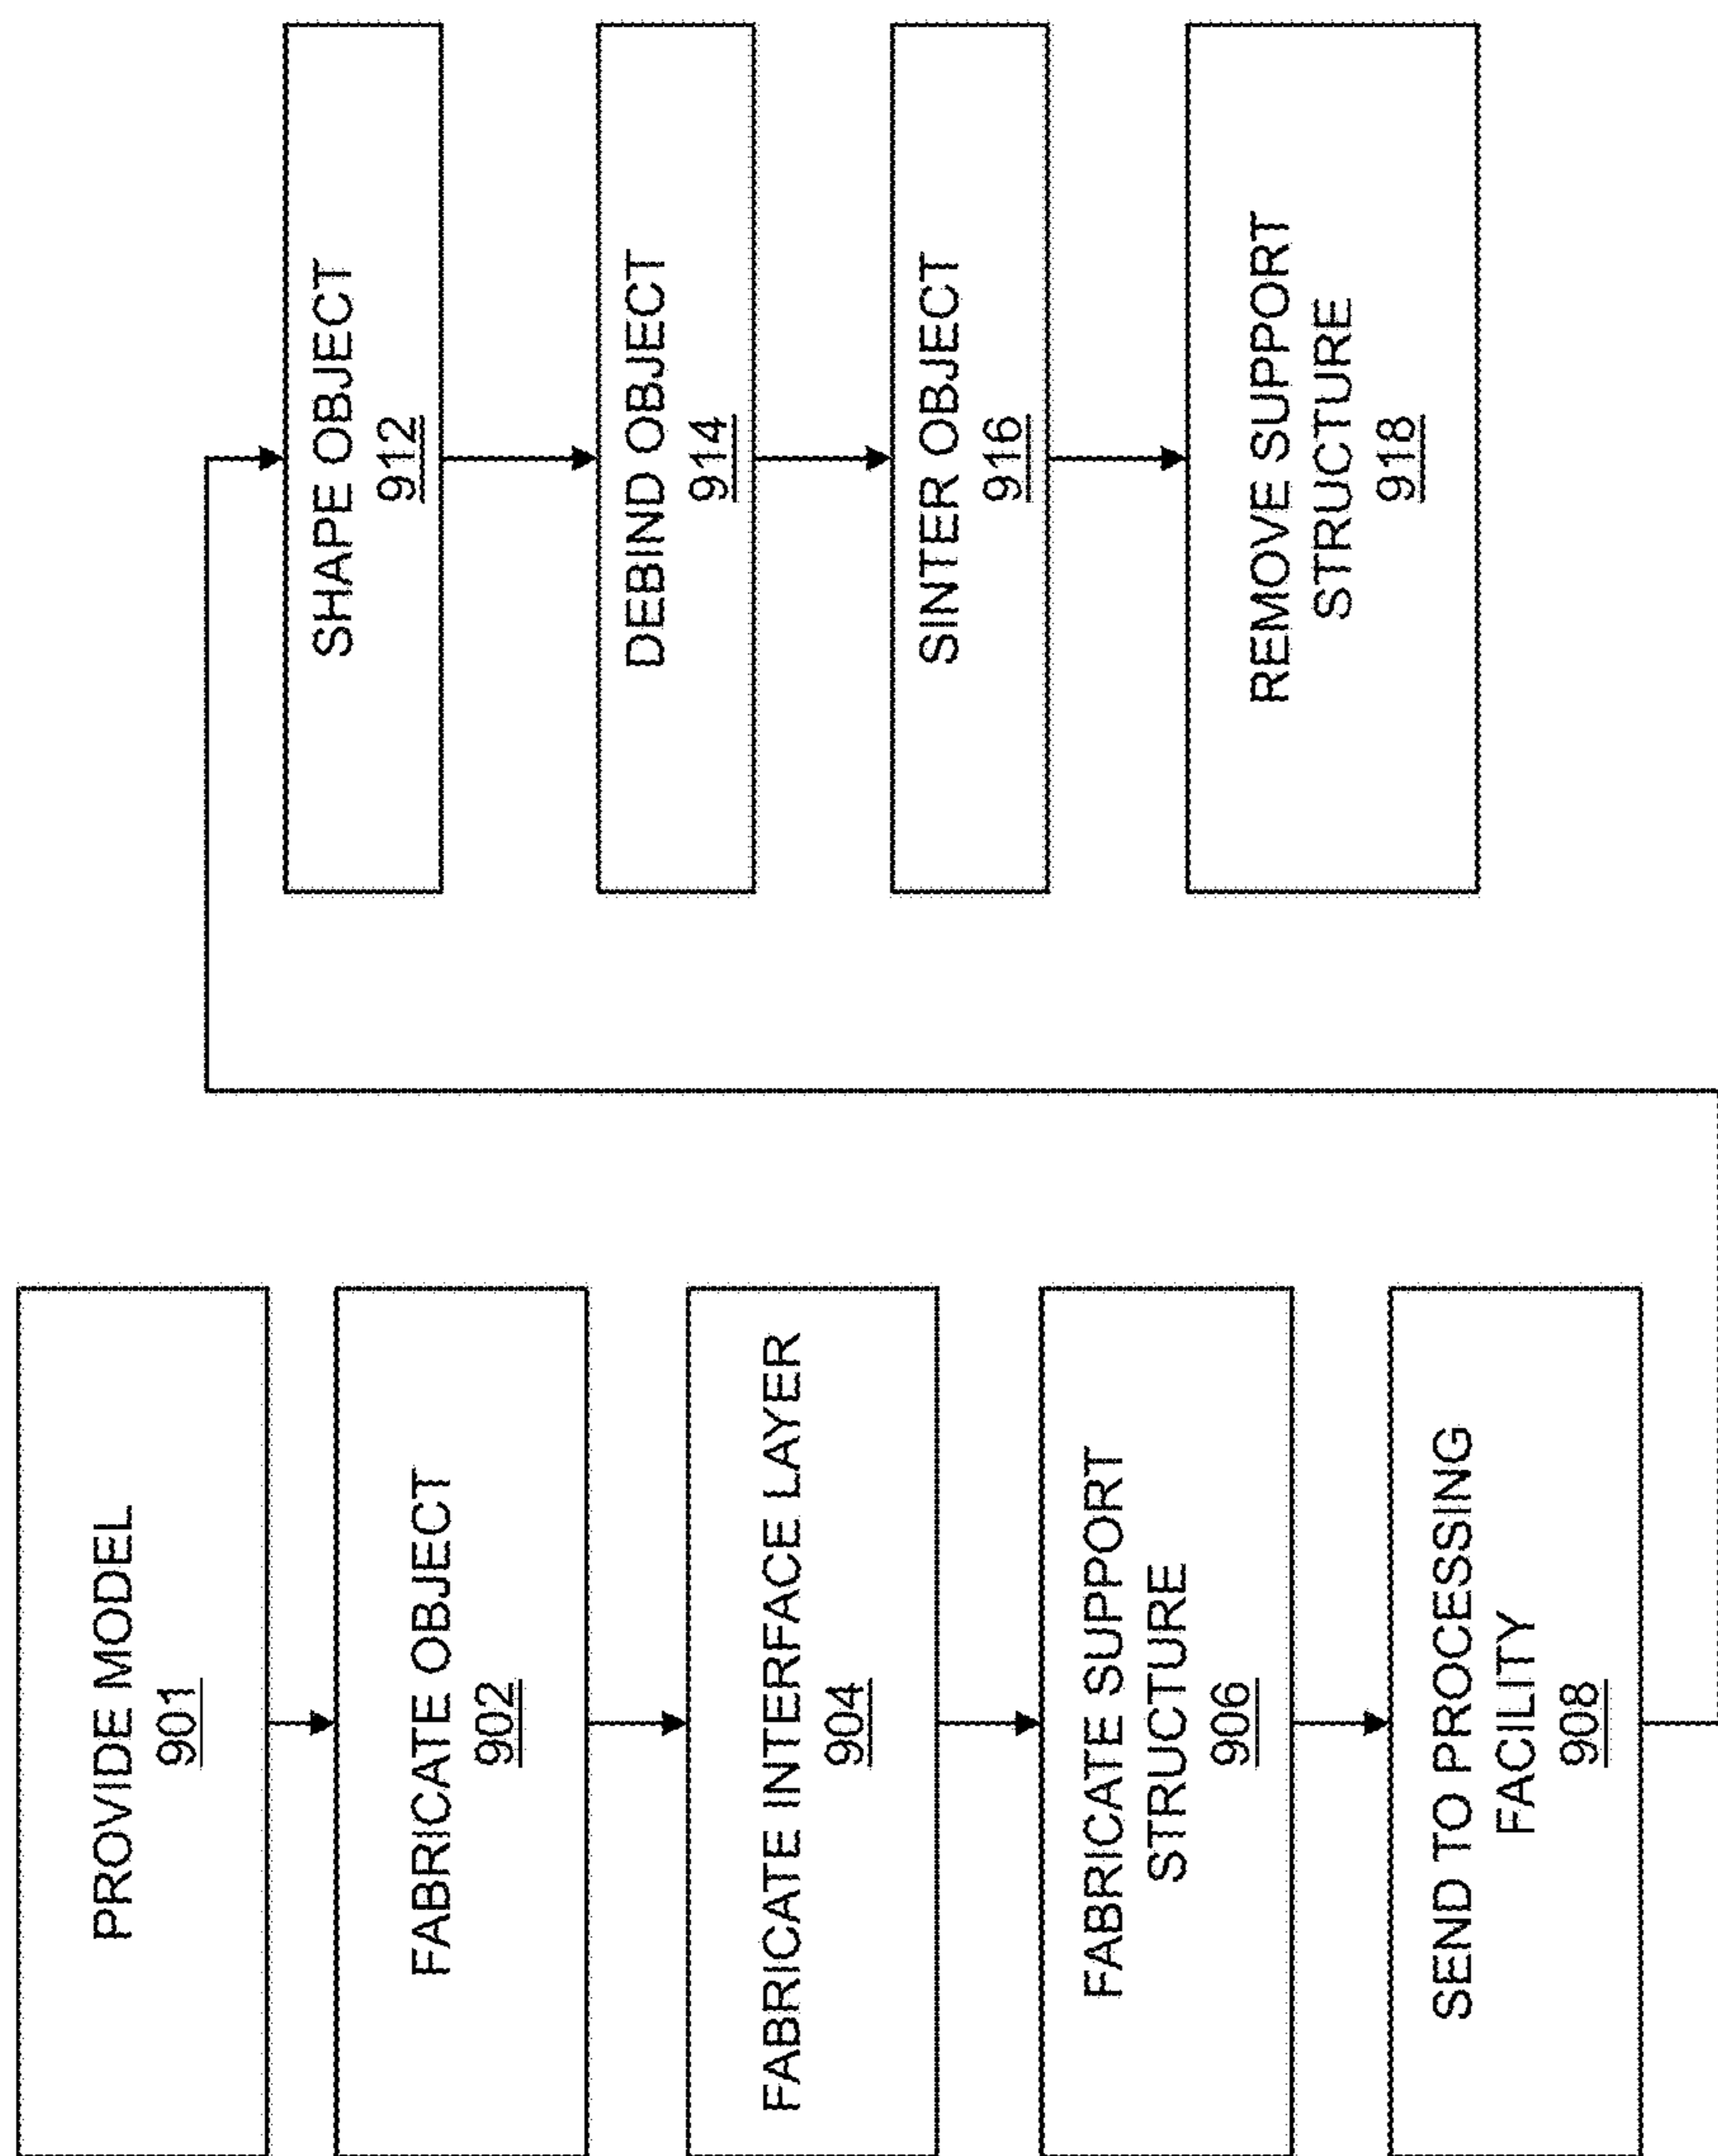 PROVIDE MODEL
901
FABRICATE OBJECT
902
FABRICATE INTERFACE LAYER
904
FABRICATE SUPPORT
STRUCTURE
906
SEND TO PROCESSING
FACILITY
908
SHAPE OBJECT
912
DEBIND OBJECT
914
SINTER OBJECT
916
REMOVE SUPPORT
STRUCTURE
918